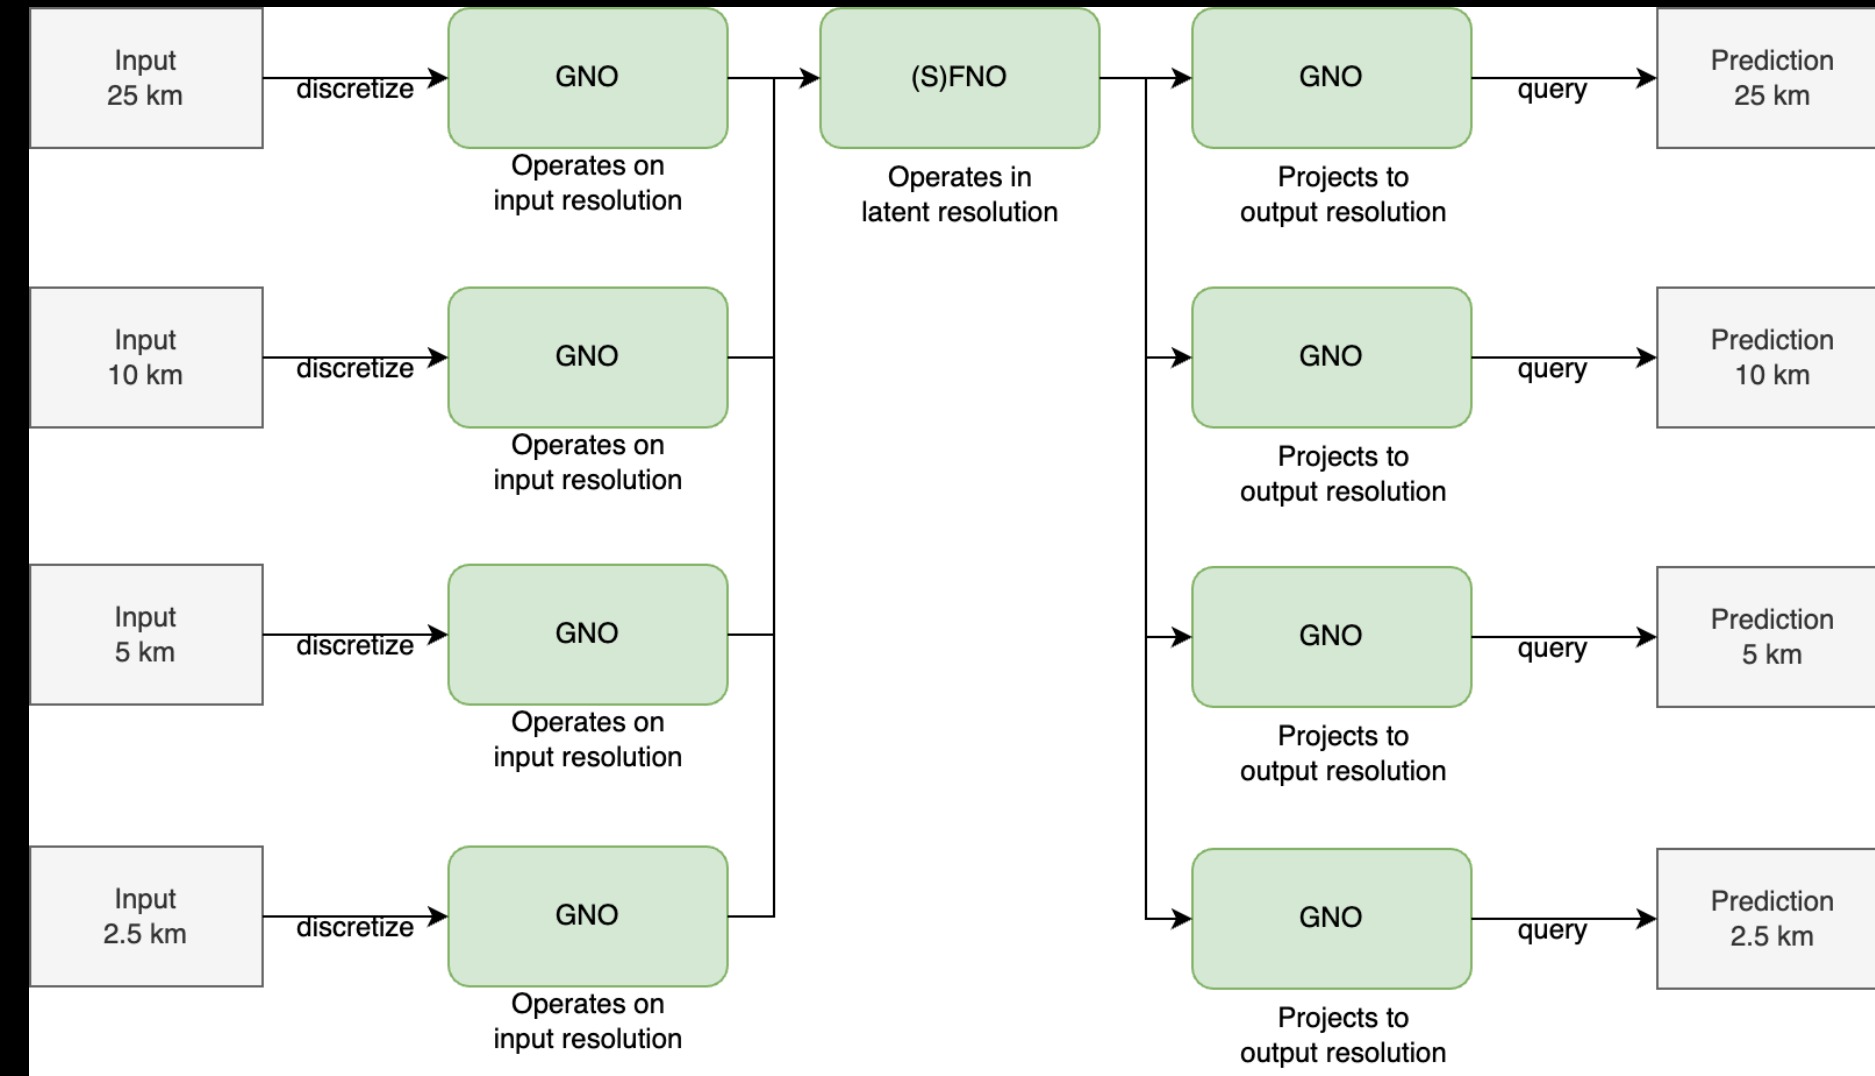 Input
25 km
discretize
GNO
Operates on
input resolution
(S)FNO
Operates in
latent resolution
GNO
Projects to
output resolution
query
Prediction
25 km
Input
10 km
discretize
GNO
Operates on
input resolution
GNO
Projects to
output resolution
query
Prediction
10 km
Input
5 km
discretize
GNO
Operates on
input resolution
GNO
Projects to
output resolution
query
Prediction
5 km
Input
2.5 km
discretize
GNO
Operates on
input resolution
GNO
Projects to
output resolution
query
Prediction
2.5 km